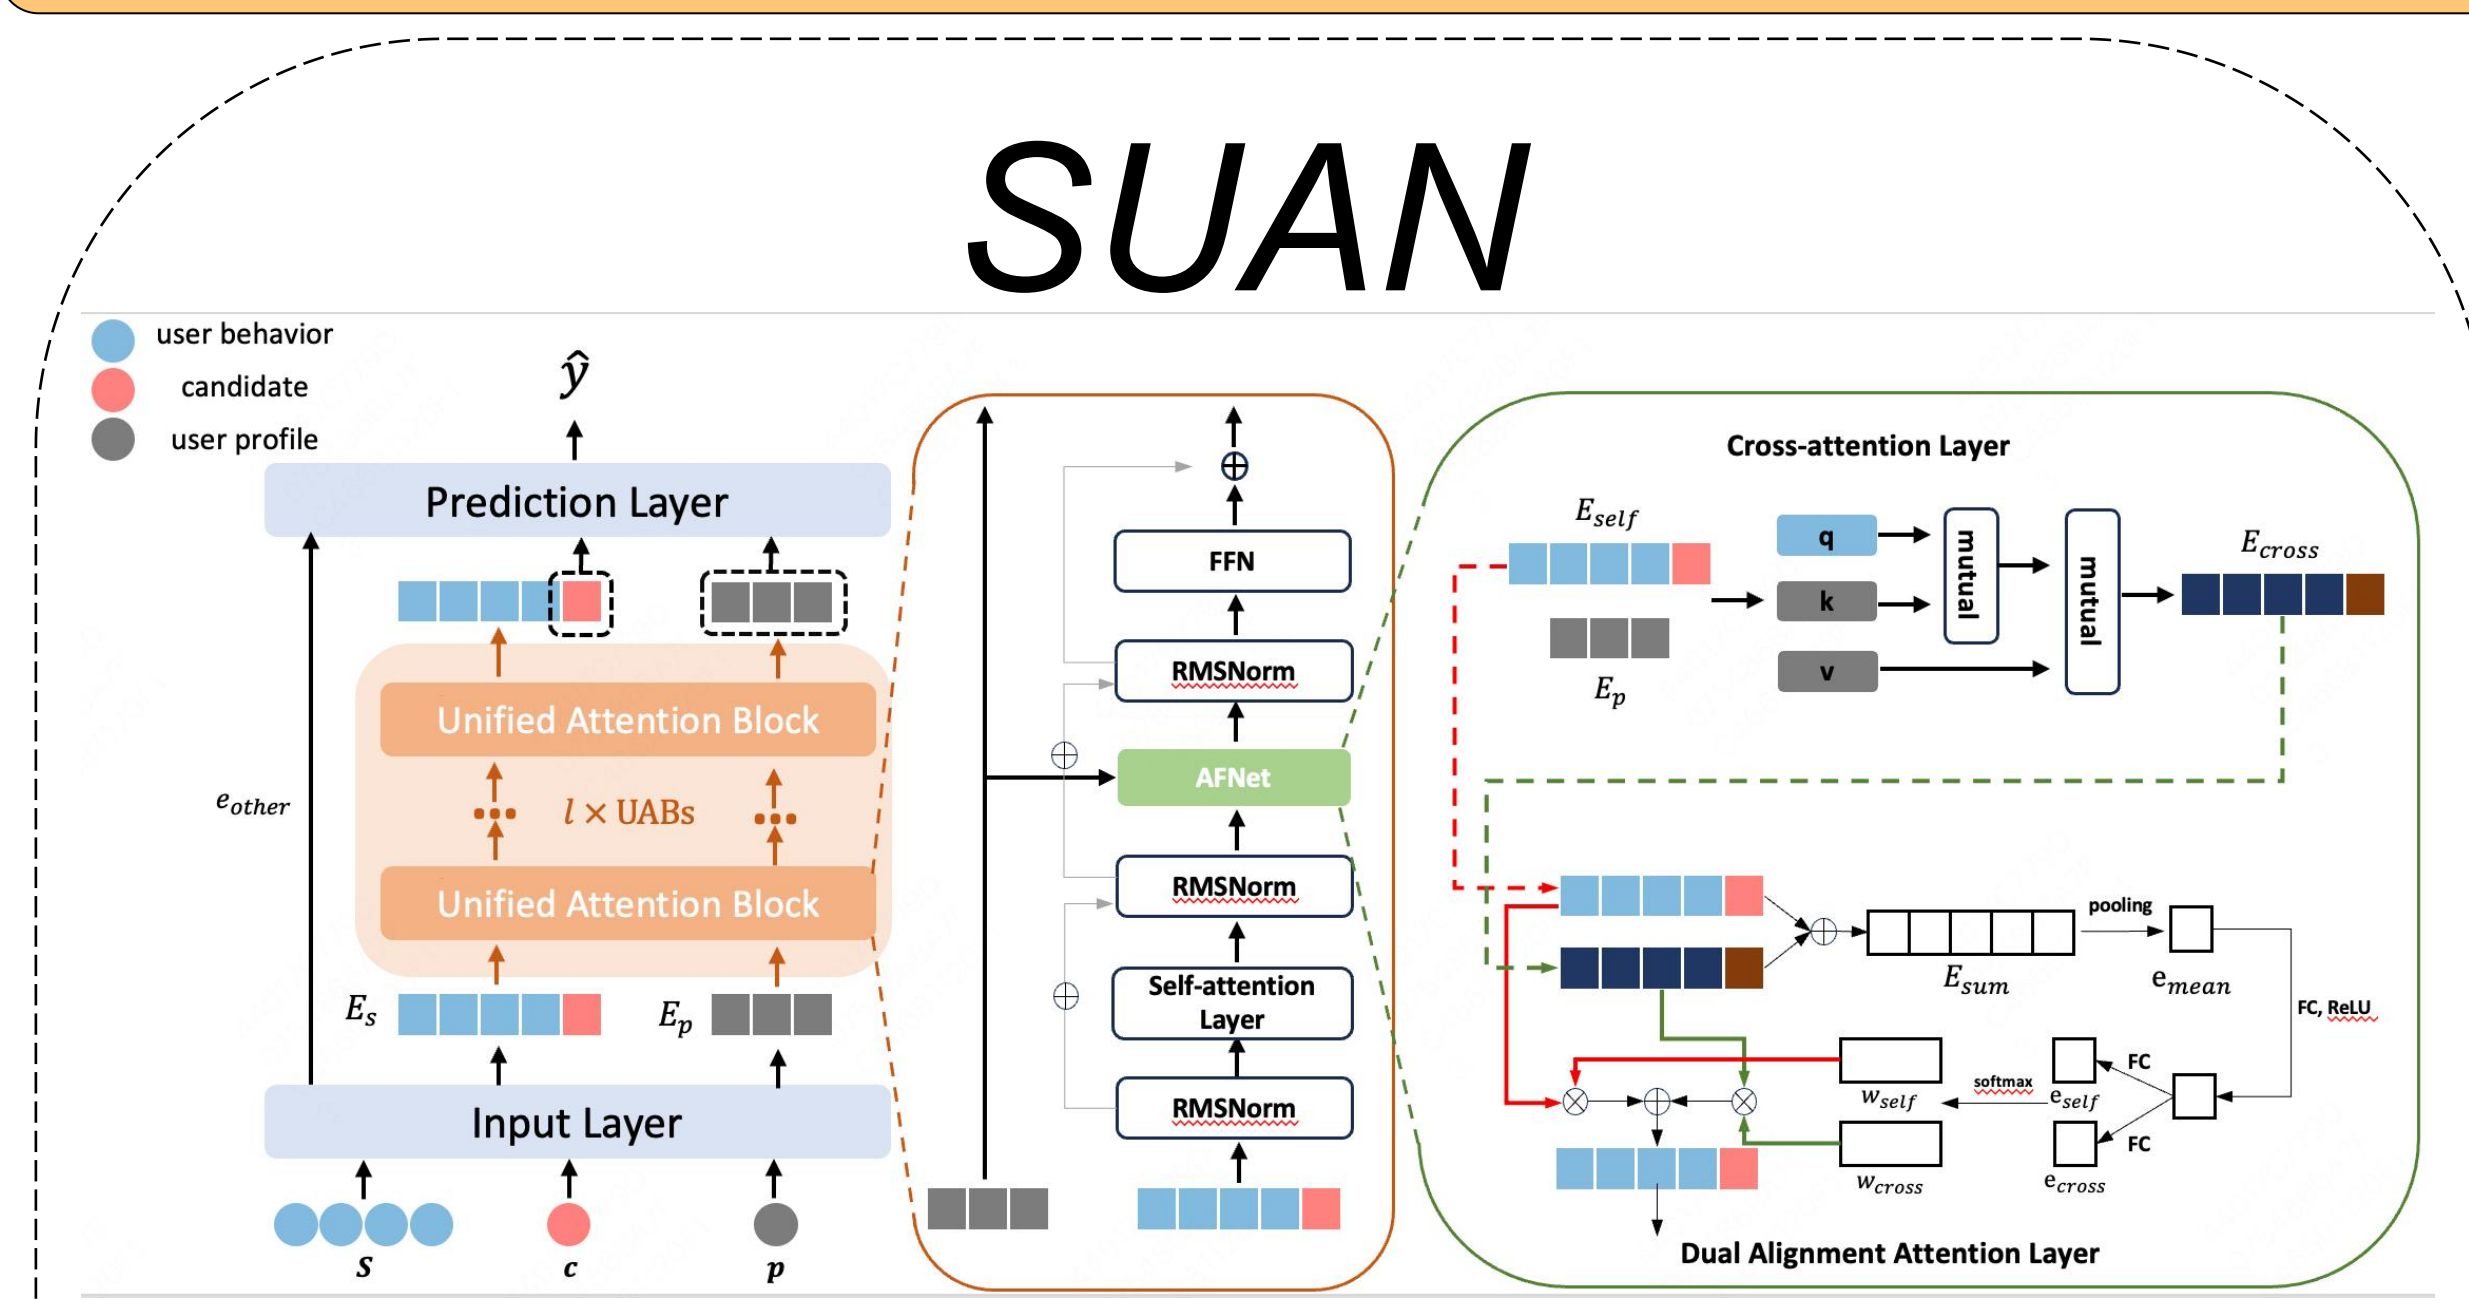 SUAN
user behavior
candidate
user profile
ŷ
Prediction Layer
Unified Attention Block
l × UABs
Unified Attention Block
e_other
E_s
E_p
Input Layer
s
c
p
FFN
RMSNorm
AFNet
RMSNorm
Self-attention
Layer
RMSNorm
Cross-attention Layer
E_self
E_p
q
k
v
mutual
mutual
E_cross
E_sum
pooling
e_mean
FC, ReLU
FC
FC
e_self
e_cross
softmax
w_self
w_cross
Dual Alignment Attention Layer